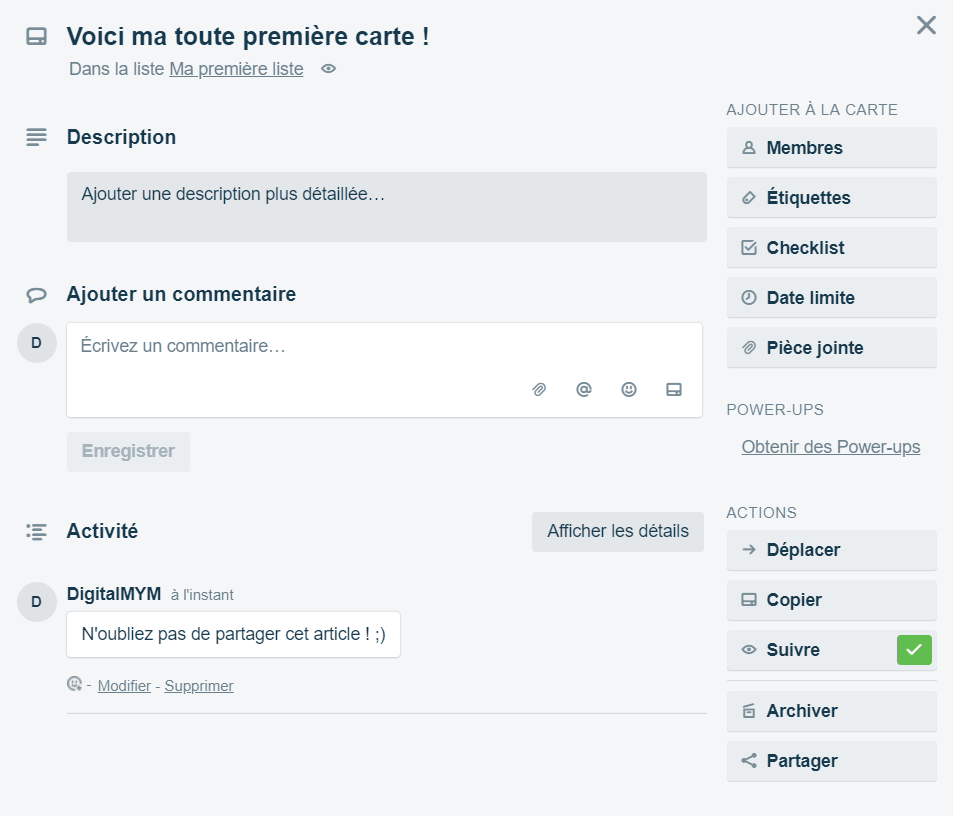 Voici ma toute première carte !
Dans la liste Ma première liste
Description
Ajouter une description plus détaillée…
Ajouter un commentaire
D
Écrivez un commentaire…
Enregistrer
Activité
Afficher les détails
D
DigitalMYM à l'instant
N'oubliez pas de partager cet article ! ;)
- Modifier - Supprimer
AJOUTER À LA CARTE
Membres
Étiquettes
Checklist
Date limite
Pièce jointe
POWER-UPS
Obtenir des Power-ups
ACTIONS
Déplacer
Copier
Suivre
Archiver
Partager